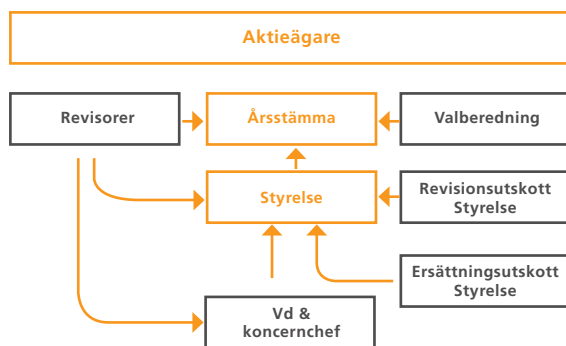 Aktieägare
Revisorer
Årsstämma
Valberedning
Styrelse
Revisionsutskott
Styrelse
Ersättningsutskott
Styrelse
Vd &
koncernchef